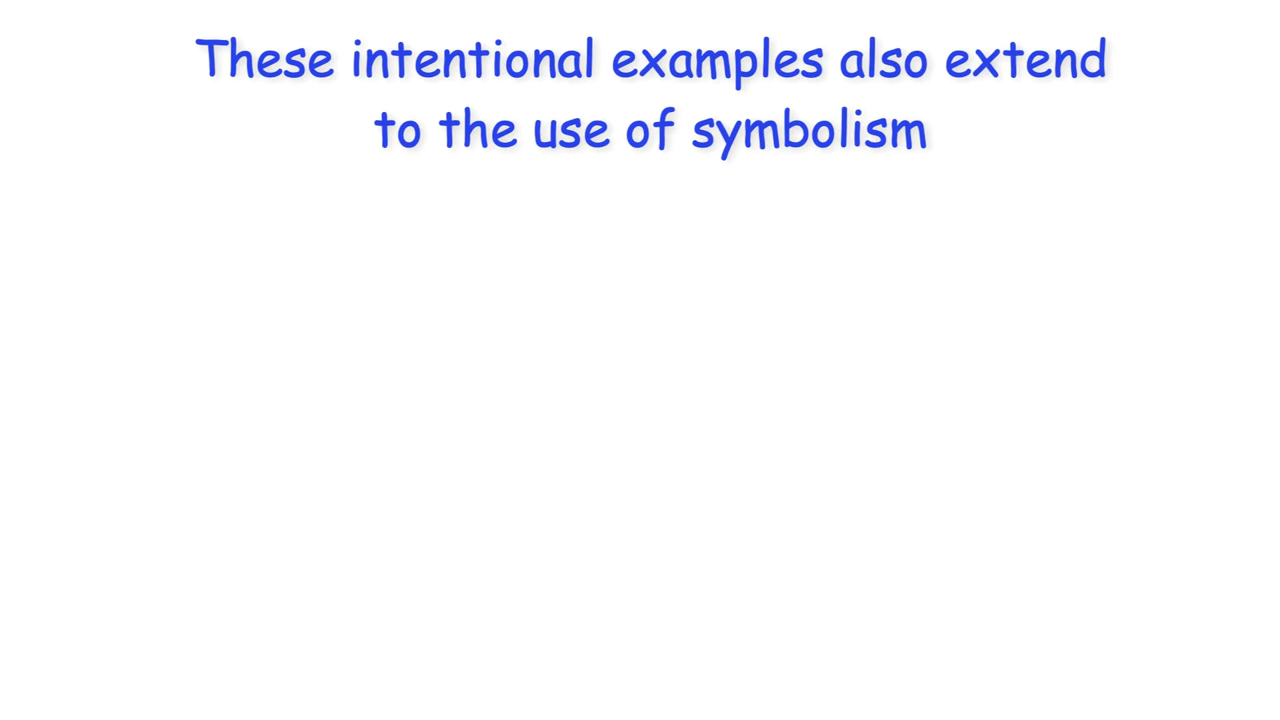 These intentional examples also extend
to the use of symbolism